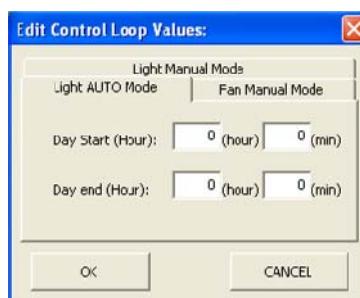 Edit Control Loop Values:
Light Manual Mode
Light AUTO Mode Fan Manual Mode
Day Start (Hour): 0 (hour) 0 (min)
Day end (Hour): 0 (hour) 0 (min)
OK CANCEL